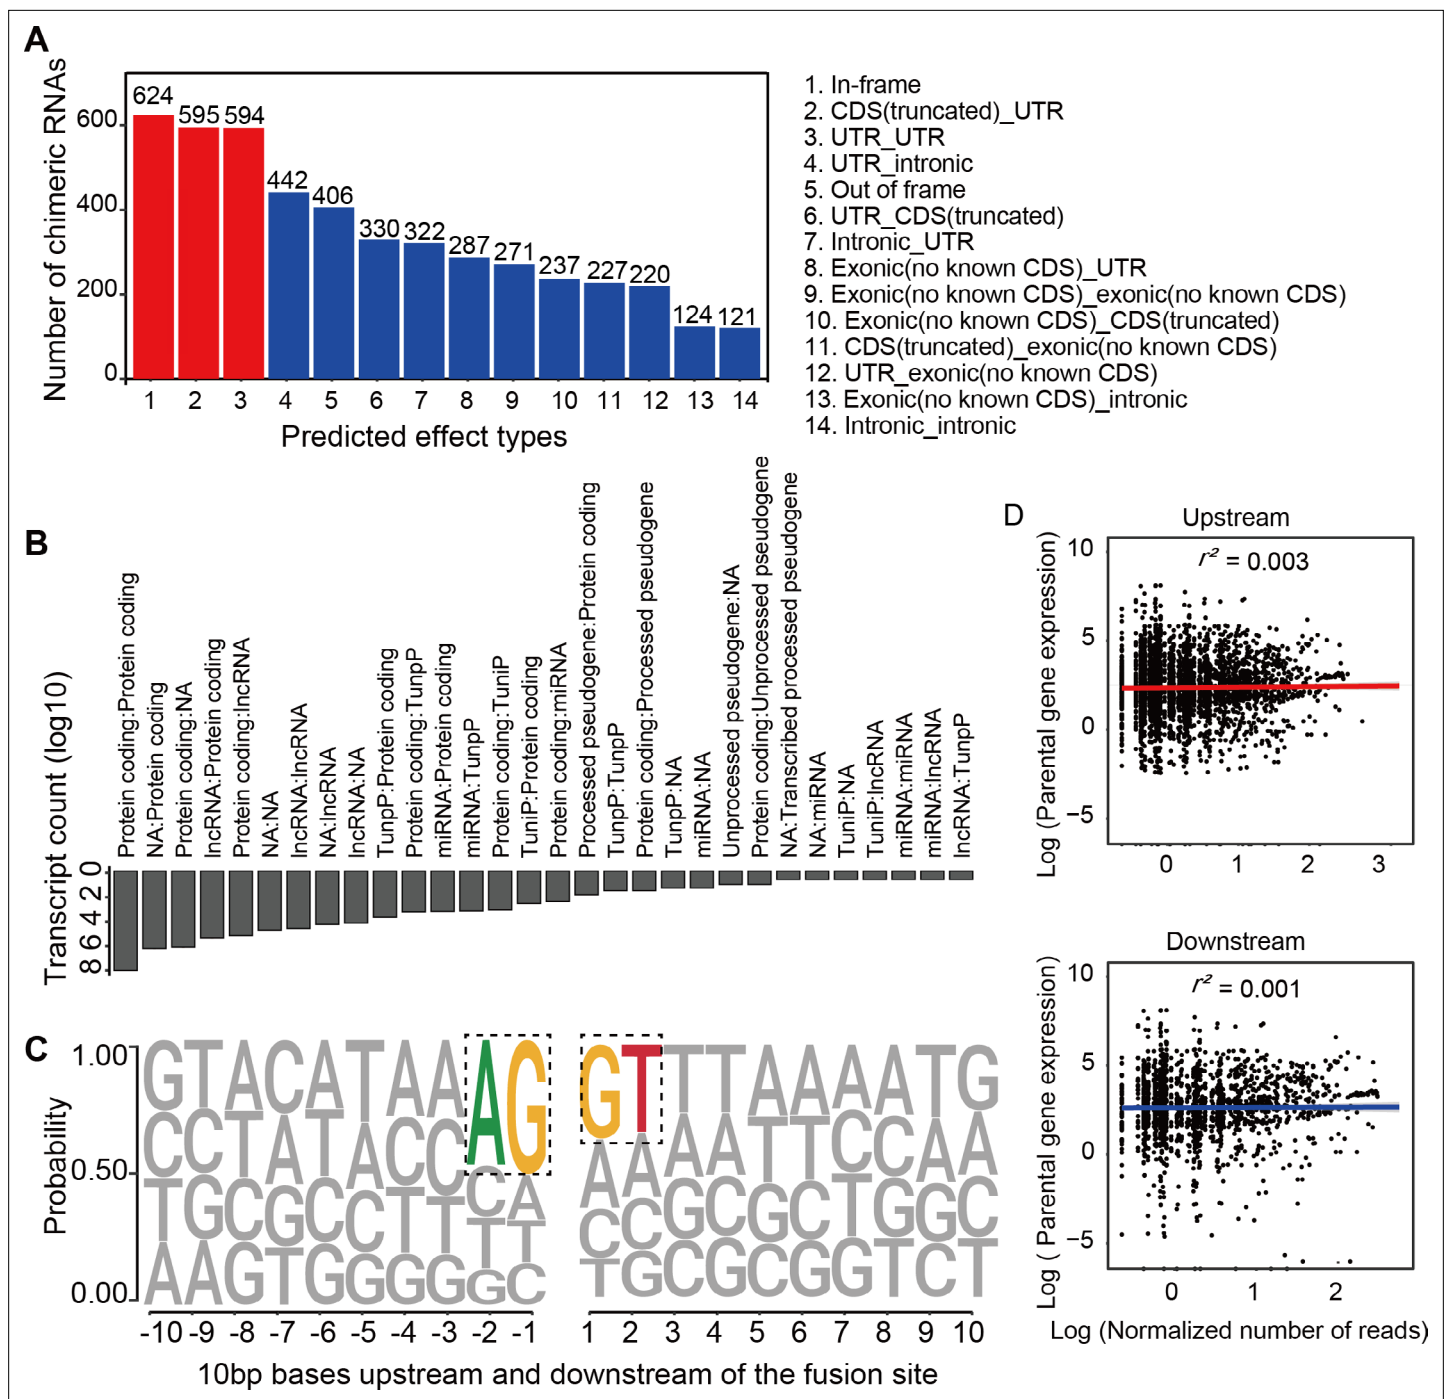 A
Number of chimeric RNAs
600
400
200
0
624
595
594
442
406
330
322
287
271
237
227
220
124
121
1 2 3 4 5 6 7 8 9 10 11 12 13 14
Predicted effect types
1. In-frame
2. CDS(truncated)_UTR
3. UTR_UTR
4. UTR_intronic
5. Out of frame
6. UTR_CDS(truncated)
7. Intronic_UTR
8. Exonic(no known CDS)_UTR
9. Exonic(no known CDS)_exonic(no known CDS)
10. Exonic(no known CDS)_CDS(truncated)
11. CDS(truncated)_exonic(no known CDS)
12. UTR_exonic(no known CDS)
13. Exonic(no known CDS)_intronic
14. Intronic_intronic
B
Transcript count (log10)
0
2
4
6
8
Protein coding:Protein coding
NA:Protein coding
Protein coding:NA
lncRNA:Protein coding
Protein coding:lncRNA
NA:NA
lncRNA:lncRNA
NA:lncRNA
lncRNA:NA
TunpP:Protein coding
Protein coding:TunpP
miRNA:Protein coding
miRNA:TunpP
Protein coding:TuniP
TuniP:Protein coding
Protein coding:miRNA
Processed pseudogene:Protein coding
TunpP:TunpP
Protein coding:Processed pseudogene
TunpP:NA
miRNA:NA
Unprocessed pseudogene:NA
Protein coding:Unprocessed pseudogene
NA:Transcribed processed pseudogene
NA:miRNA
TuniP:NA
TuniP:lncRNA
miRNA:miRNA
miRNA:lncRNA
lncRNA:TunpP
C
Probability
1.00
0.50
0.00
GTACATAAAG GTTTAAAATG
CCTATACCCA AAAATTCCAA
TGCGCCTTTT CCGCGCTGGC
AAGTGGGGGC TGCGCGGTCT
-10 -9 -8 -7 -6 -5 -4 -3 -2 -1 1 2 3 4 5 6 7 8 9 10
10bp bases upstream and downstream of the fusion site
D
Upstream
r² = 0.003
Log (Parental gene expression)
10
5
0
−5
0 1 2 3
Downstream
r² = 0.001
Log ( Parental gene expression)
10
5
0
−5
0 1 2
Log (Normalized number of reads)